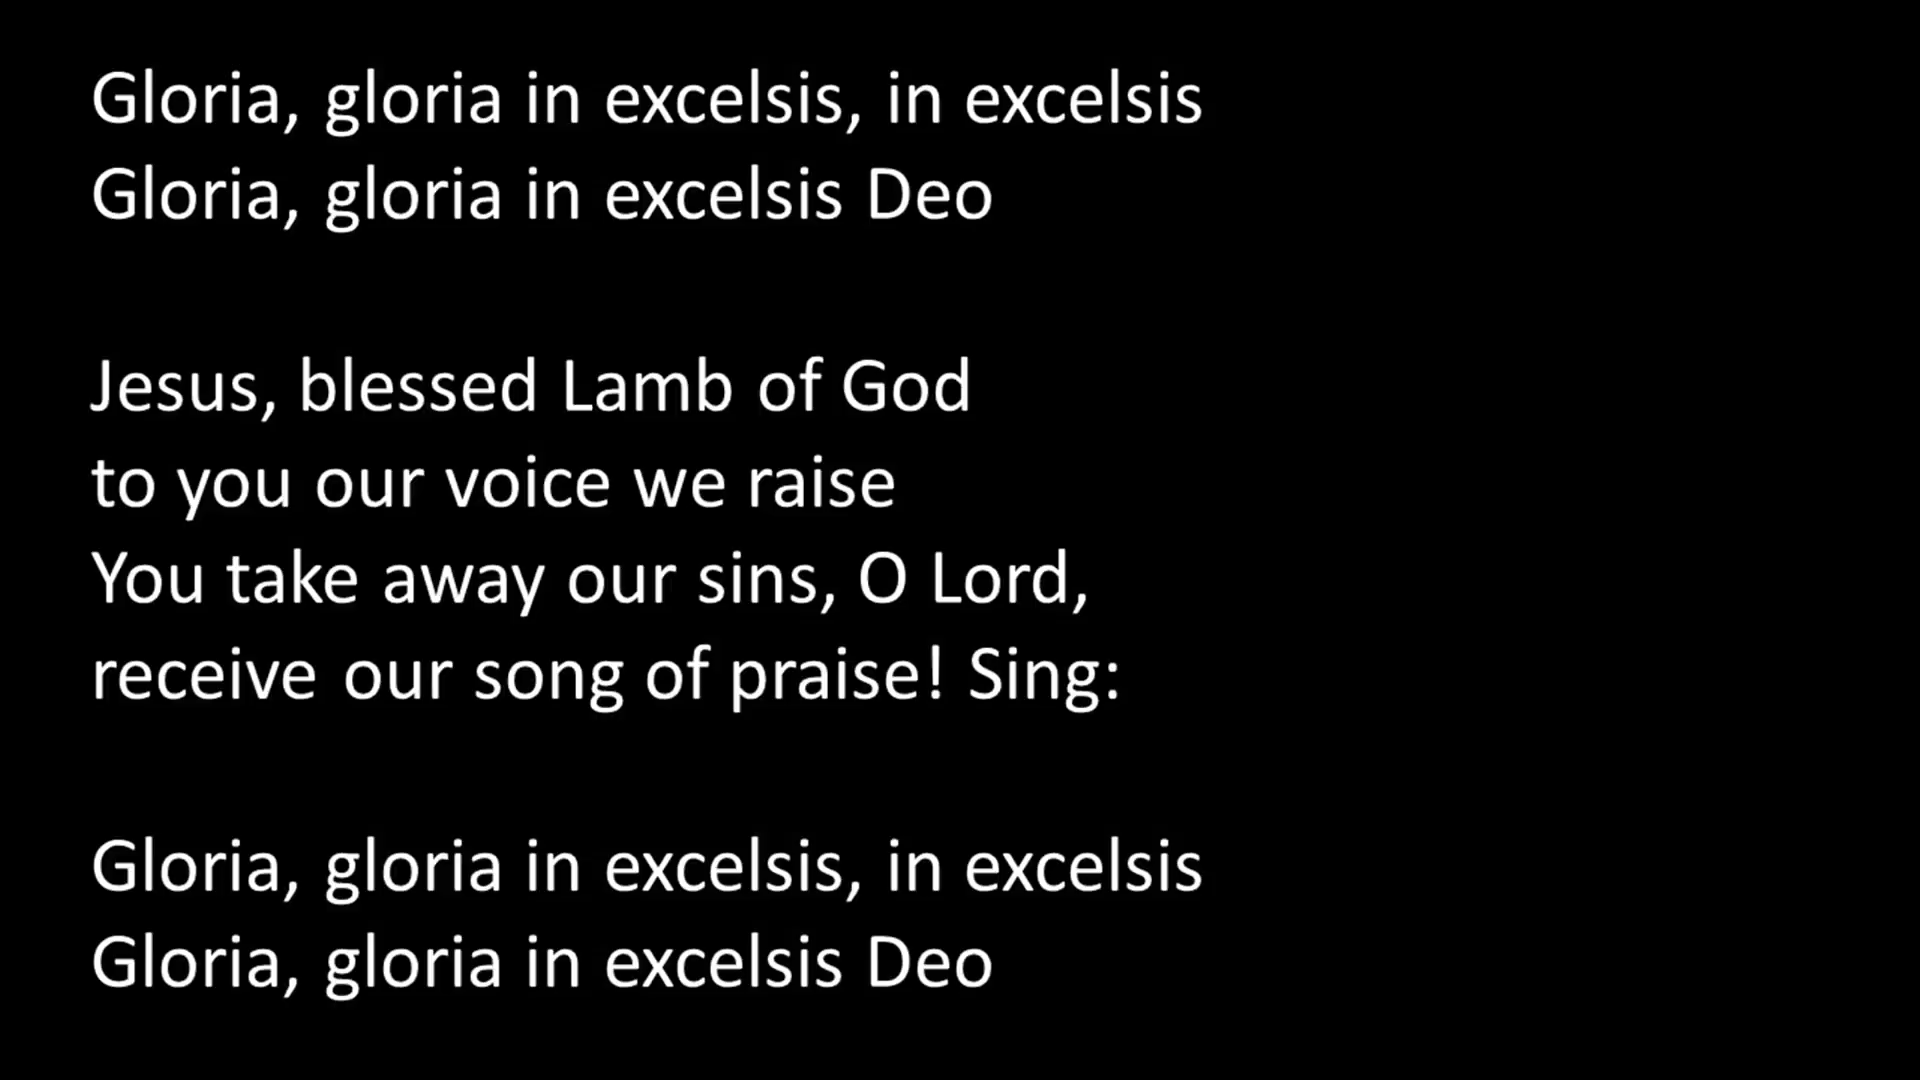 Gloria, gloria in excelsis, in excelsis
Gloria, gloria in excelsis Deo
Jesus, blessed Lamb of God
to you our voice we raise
You take away our sins, O Lord,
receive our song of praise! Sing:
Gloria, gloria in excelsis, in excelsis
Gloria, gloria in excelsis Deo